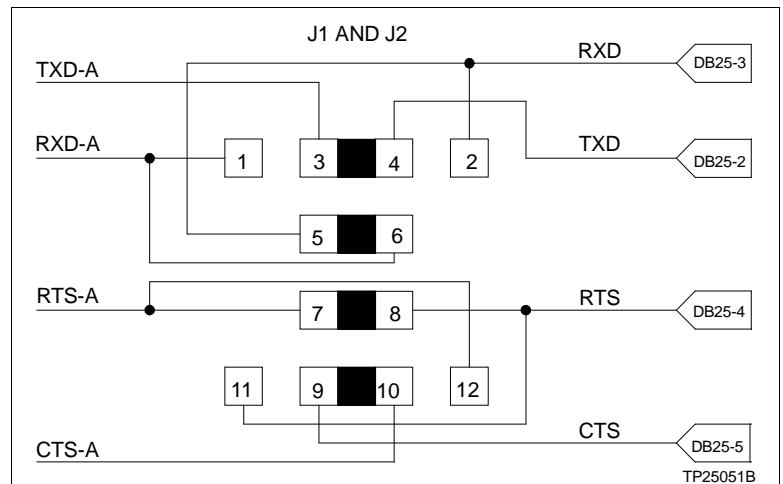 J1 AND J2
TXD-A
RXD
DB25-3
RXD-A
1
3
4
2
TXD
DB25-2
5
6
RTS-A
7
8
RTS
DB25-4
11
9
10
12
CTS-A
CTS
DB25-5
TP25051B